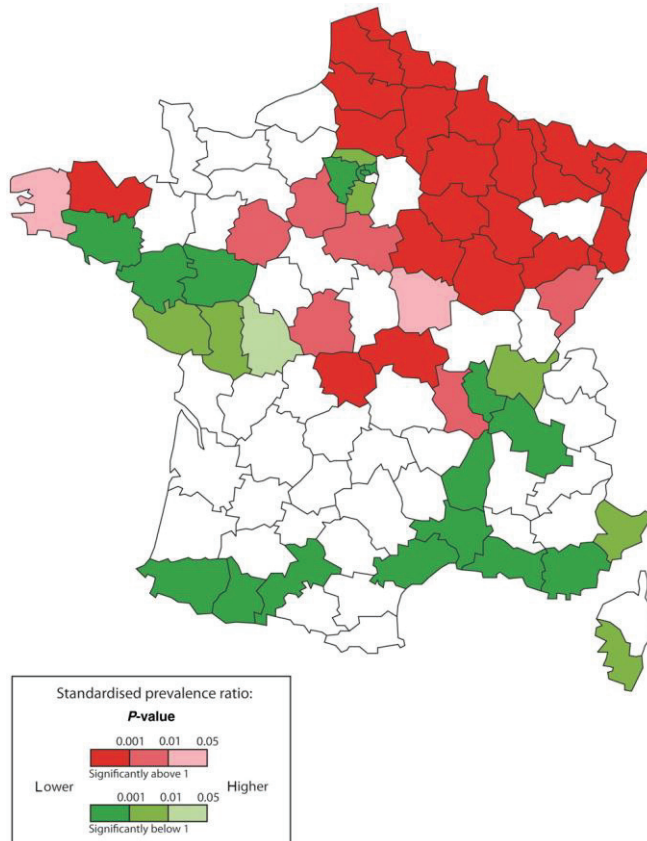 Standardised prevalence ratio:
P-value
0.001 0.01 0.05
Significantly above 1
Lower Higher
0.001 0.01 0.05
Significantly below 1